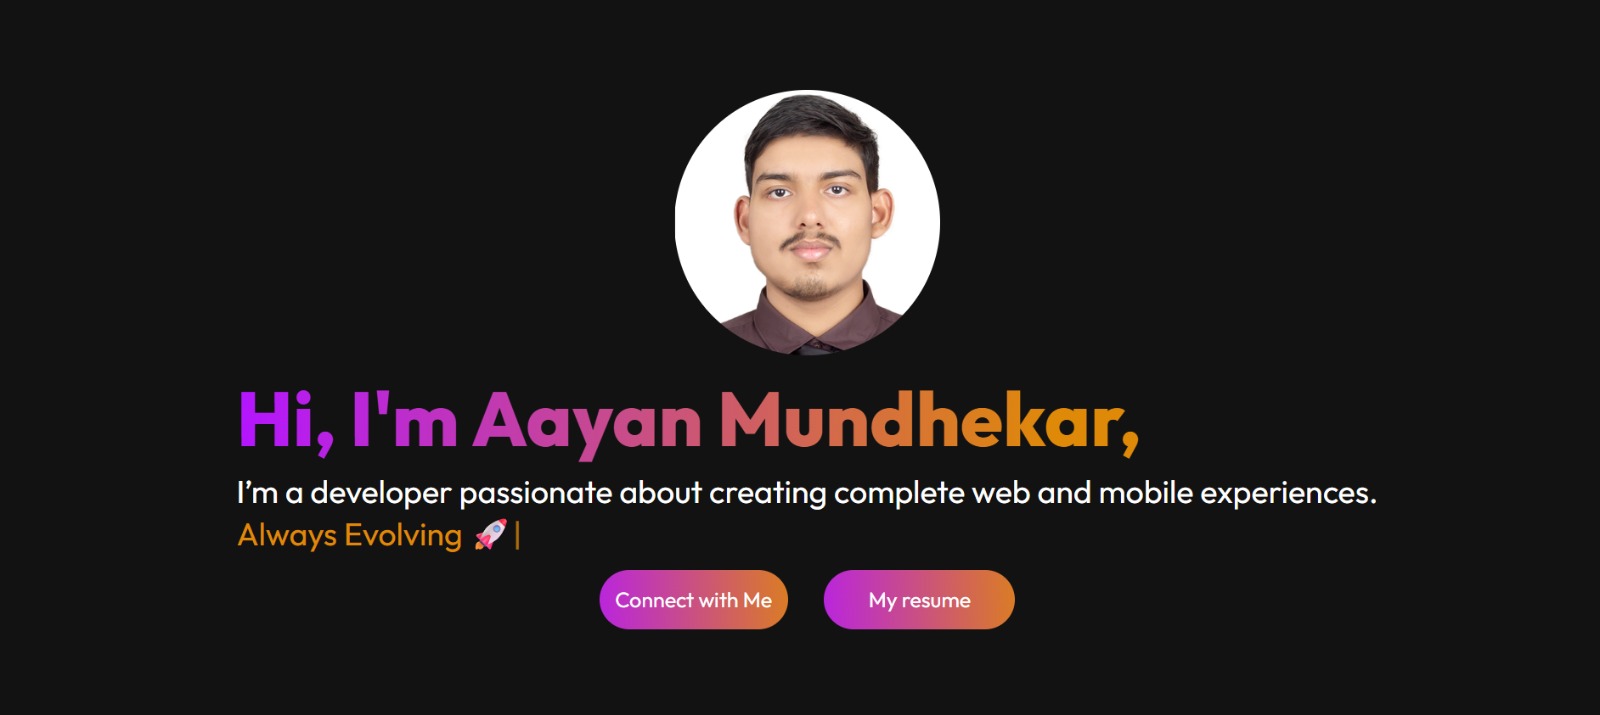 Hi, I'm Aayan Mundhekar,
I’m a developer passionate about creating complete web and mobile experiences.
Always Evolving 🚀|
Connect with Me
My resume